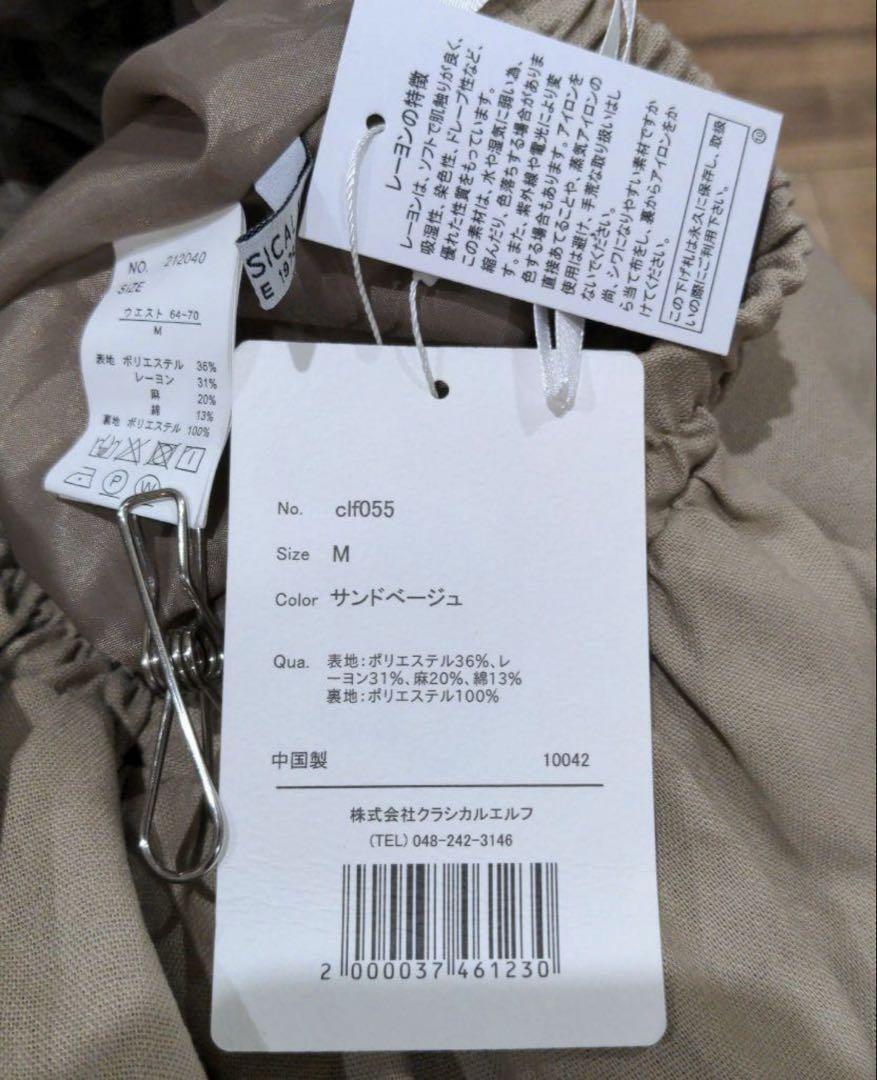 レーヨンの特徴
レーヨンは、ソフトで肌触りが良く、
吸湿性、染色性、ドレープ性など、
優れた性質をもっています。
この素材は、水や湿気に弱い為、
縮んだり、色落ちする場合がありま
す。また、紫外線や電光により変
色する場合もあります。アイロンを
直接あてることや、蒸気アイロンの
使用は避け、手荒な取り扱いはし
ないでください。
尚、シワになりやすい素材ですか
ら当て布をし、裏からアイロンをか
けてください。
この下げ札は永久に保存し、取扱
いの際にご利用下さい。
SICAL
E 19
NO. 212040
SIZE
ウエスト 64-70
M
表地 ポリエステル 36%
レーヨン 31%
麻 20%
綿 13%
裏地 ポリエステル 100%
P
W
No. clf055
Size M
Color サンドベージュ
Qua. 表地:ポリエステル36%、レ
ーヨン31%、麻20%、綿13%
裏地:ポリエステル100%
中国製 10042
株式会社クラシカルエルフ
(TEL) 048-242-3146
2 000037 461230